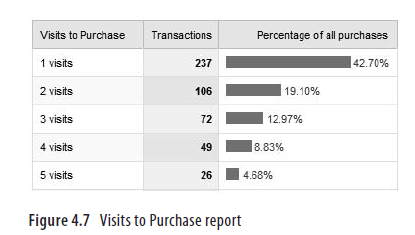 Visits to Purchase Transactions Percentage of all purchases
1 visits 237 42.70%
2 visits 106 19.10%
3 visits 72 12.97%
4 visits 49 8.83%
5 visits 26 4.68%
Figure 4.7 Visits to Purchase report